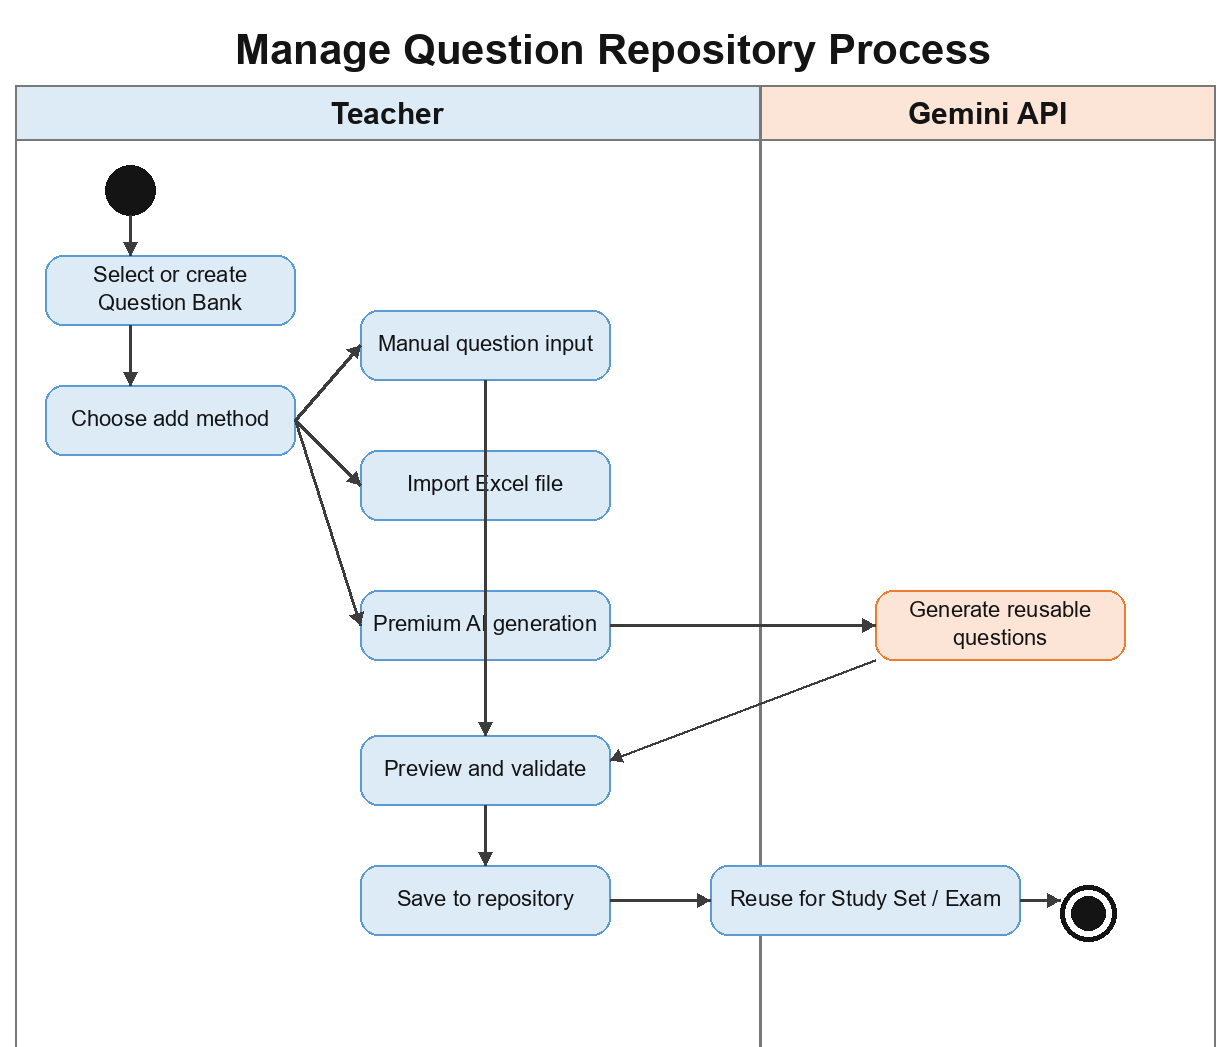 Manage Question Repository Process
Teacher
Gemini API
Select or create
Question Bank
Manual question input
Choose add method
Import Excel file
Premium AI generation
Generate reusable
questions
Preview and validate
Save to repository
Reuse for Study Set / Exam